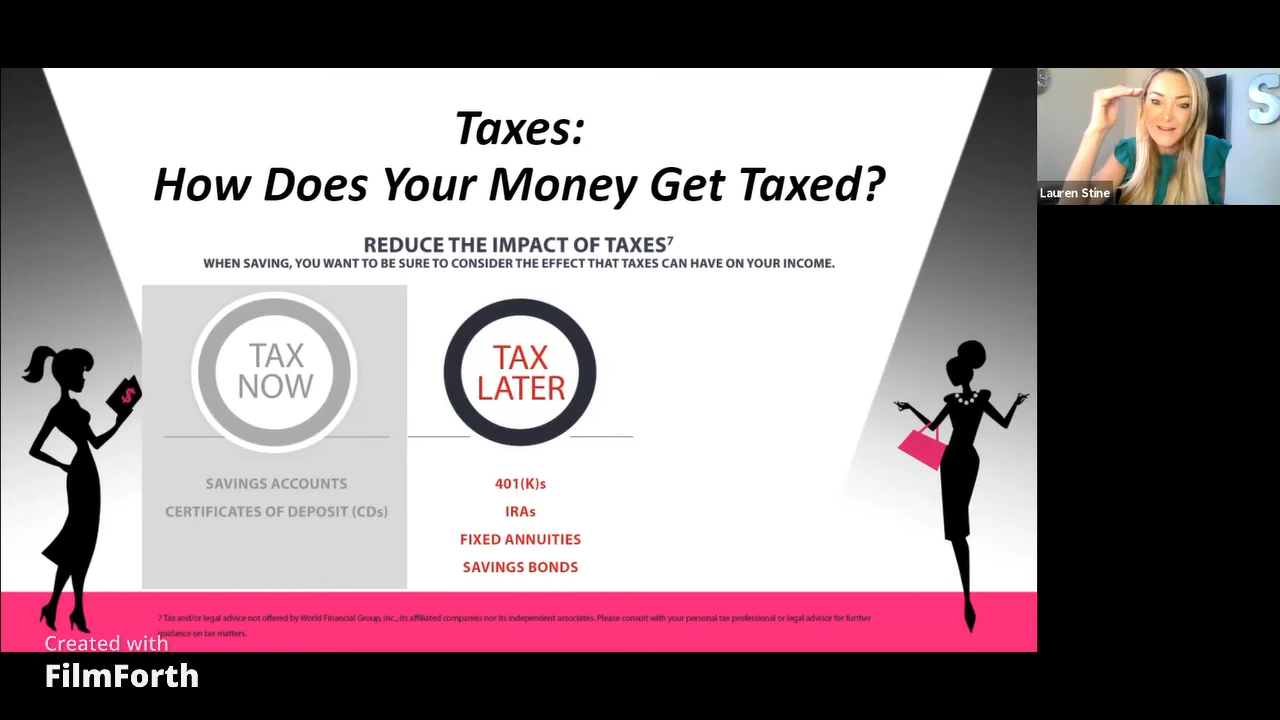 Taxes:
How Does Your Money Get Taxed?
REDUCE THE IMPACT OF TAXES7
WHEN SAVING, YOU WANT TO BE SURE TO CONSIDER THE EFFECT THAT TAXES CAN HAVE ON YOUR INCOME.
TAX
NOW
SAVINGS ACCOUNTS
CERTIFICATES OF DEPOSIT (CDs)
TAX
LATER
401(K)s
IRAs
FIXED ANNUITIES
SAVINGS BONDS
$
7 Tax and/or legal advice not offered by World Financial Group, Inc., its affiliated companies nor its independent associates. Please consult with your personal tax professional or legal advisor for further
guidance on tax matters.
Created with
FilmForth
S
Lauren Stine